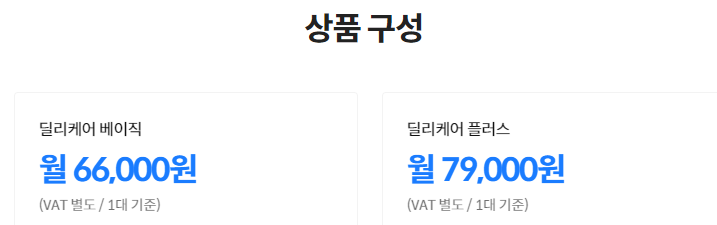 상품 구성
딜리케어 베이직
월 66,000원
(VAT 별도 / 1대 기준)
딜리케어 플러스
월 79,000원
(VAT 별도 / 1대 기준)